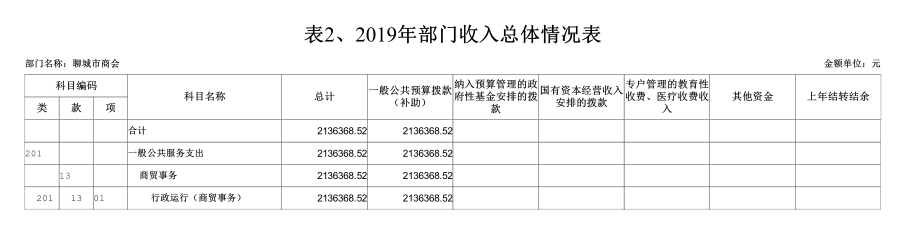 表2、2019年部门收入总体情况表
部门名称: 聊城市商会 金额单位: 元
科目编码 科目名称 总计 一般公共预算拨款（补助） 纳入预算管理的政府性基金安排的拨款 国有资本经营收入安排的拨款 专户管理的教育性收费、医疗收费收入 其他资金 上年结转结余
类 款 项
合计 2136368.52 2136368.52
201 一般公共服务支出 2136368.52 2136368.52
13 商贸事务 2136368.52 2136368.52
201 13 01 行政运行（商贸事务） 2136368.52 2136368.52